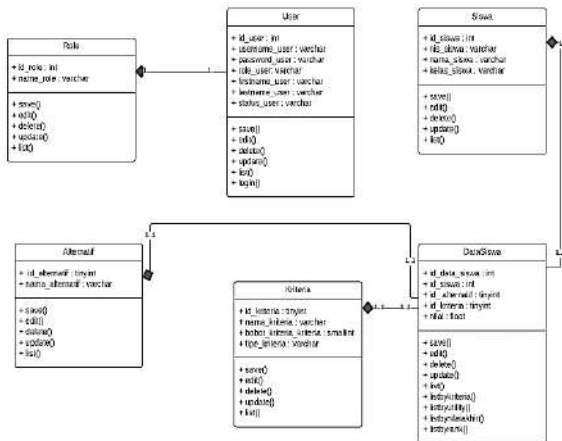 Role
+ id_role : int
+ name_role : varchar
+ save()
+ edit()
+ delete()
+ update()
+ list()
User
+ id_user : int
+ username_user : varchar
+ password_user : varchar
+ role_user : varchar
+ firstname_user : varchar
+ lastname_user : varchar
+ status_user : varchar
+ save()
+ edit()
+ delete()
+ update()
+ list()
+ login()
Siswa
+ id_siswa : int
+ nis_siswa : varchar
+ nama_siswa : varchar
+ kelas_siswa : varchar
+ save()
+ edit()
+ delete()
+ update()
+ list()
Alternatif
+ id_alternatif : tinyint
+ nama_alternatif : varchar
+ save()
+ edit()
+ delete()
+ update()
+ list()
Kriteria
+ id_kriteria : tinyint
+ nama_kriteria : varchar
+ bobot_kriteria_kriteria : smallint
+ tipe_kriteria : varchar
+ save()
+ edit()
+ delete()
+ update()
+ list()
DataSiswa
+ id_data_siswa : int
+ id_siswa : int
+ id_alternatif : tinyint
+ id_kriteria : tinyint
+ nilai : float
+ save()
+ edit()
+ delete()
+ update()
+ list()
+ listbykriteria()
+ listbyutility()
+ listbynilaiakhir()
+ listbyrank()